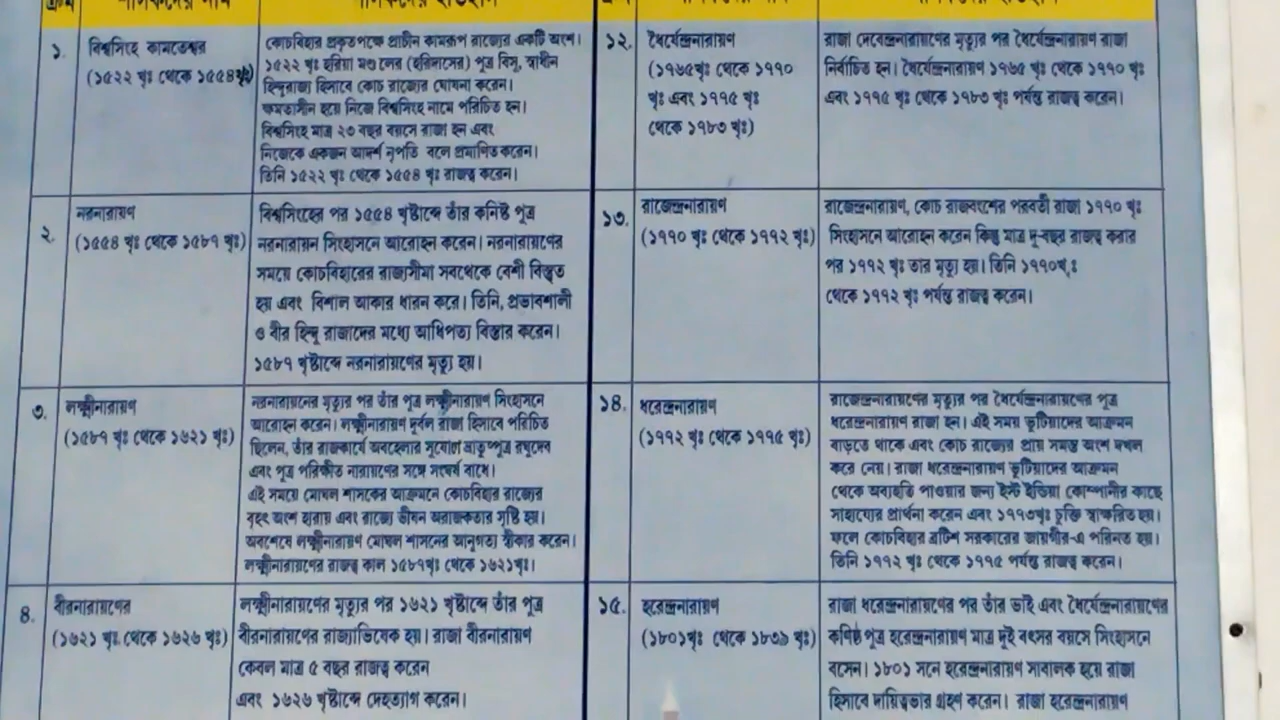 ১.
বিশ্বসিংহ কামতেশ্বর
(১৫২২ খৃঃ থেকে ১৫৫৪খৃঃ)
কোচবিহার প্রকৃতপক্ষে প্রাচীন কামরূপ রাজ্যের একটি অংশ।
১৫২২ খৃঃ হরিয়া মণ্ডলের (হরিদাসের) পুত্র বিসু, স্বাধীন
হিন্দুরাজা হিসাবে কোচ রাজ্যের ঘোষনা করেন।
ক্ষমতাসীন হয়ে নিজে বিশ্বসিংহ নামে পরিচিত হন।
বিশ্বসিংহ মাত্র ২৩ বছর বয়সে রাজা হন এবং
নিজেকে একজন আদর্শ নৃপতি বলে প্রমাণিত করেন।
তিনি ১৫২২ খৃঃ থেকে ১৫৫৪ খৃঃ রাজত্ব করেন।
২.
নরনারায়ণ
(১৫৫৪ খৃঃ থেকে ১৫৮৭ খৃঃ)
বিশ্বসিংহের পর ১৫৫৪ খৃষ্টাব্দে তাঁর কনিষ্ঠ পুত্র
নরনারায়ন সিংহাসনে আরোহন করেন। নরনারায়ণের
সময়ে কোচবিহারের রাজ্যসীমা সবথেকে বেশী বিস্তৃত
হয় এবং বিশাল আকার ধারন করে। তিনি, প্রভাবশালী
ও বীর হিন্দু রাজাদের মধ্যে আধিপত্য বিস্তার করেন।
১৫৮৭ খৃষ্টাব্দে নরনারায়ণের মৃত্যু হয়।
৩.
লক্ষ্মীনারায়ণ
(১৫৮৭ খৃঃ থেকে ১৬২১ খৃঃ)
নরনারায়নের মৃত্যুর পর তাঁর পুত্র লক্ষ্মীনারায়ণ সিংহাসনে
আরোহন করেন। লক্ষ্মীনারায়ণ দুর্বল রাজা হিসাবে পরিচিত
ছিলেন, তাঁর রাজকার্যে অবহেলার সুযোগে ভ্রাতুষ্পুত্র রঘুদেব
এবং পুত্র পরিক্ষীত নারায়ণের সঙ্গে সংঘর্ষ বাধে।
এই সময়ে মোঘল শাসকের আক্রমনে কোচবিহার রাজ্যের
বৃহৎ অংশ হারায় এবং রাজ্যে ভীষন অরাজকতার সৃষ্টি হয়।
অবশেষে লক্ষ্মীনারায়ণ মোঘল শাসনের আনুগত্য স্বীকার করেন।
লক্ষ্মীনারায়ণের রাজত্ব কাল ১৫৮৭খৃঃ থেকে ১৬২১খৃঃ।
৪.
বীরনারায়ণের
(১৬২১ খৃঃ থেকে ১৬২৬ খৃঃ)
লক্ষ্মীনারায়ণের মৃত্যুর পর ১৬২১ খৃষ্টাব্দে তাঁর পুত্র
বীরনারায়ণের রাজ্যাভিষেক হয়। রাজা বীরনারায়ণ
কেবল মাত্র ৫ বছর রাজত্ব করেন
এবং ১৬২৬ খৃষ্টাব্দে দেহত্যাগ করেন।
১২.
ধৈর্যেন্দ্রনারায়ণ
(১৭৬৫খৃঃ থেকে ১৭৭০
খৃঃ এবং ১৭৭৫ খৃঃ
থেকে ১৭৮৩ খৃঃ)
রাজা দেবেন্দ্রনারায়ণের মৃত্যুর পর ধৈর্যেন্দ্রনারায়ণ রাজা
নির্বাচিত হন। ধৈর্যেন্দ্রনারায়ণ ১৭৬৫ খৃঃ থেকে ১৭৭০ খৃঃ
এবং ১৭৭৫ খৃঃ থেকে ১৭৮৩ খৃঃ পর্যন্ত রাজত্ব করেন।
১৩.
রাজেন্দ্রনারায়ণ
(১৭৭০ খৃঃ থেকে ১৭৭২ খৃঃ)
রাজেন্দ্রনারায়ণ, কোচ রাজবংশের পরবর্তী রাজা ১৭৭০ খৃঃ
সিংহাসনে আরোহন করেন কিন্তু মাত্র দু-বছর রাজত্ব করার
পর ১৭৭২ খৃঃ তার মৃত্যু হয়। তিনি ১৭৭০খৃঃ
থেকে ১৭৭২ খৃঃ পর্যন্ত রাজত্ব করেন।
১৪.
ধরেন্দ্রনারায়ণ
(১৭৭২ খৃঃ থেকে ১৭৭৫ খৃঃ)
রাজেন্দ্রনারায়ণের মৃত্যুর পর ধৈর্যেন্দ্রনারায়ণের পুত্র
ধরেন্দ্রনারায়ণ রাজা হন। এই সময় ভুটিয়াদের আক্রমন
বাড়তে থাকে এবং কোচ রাজ্যের প্রায় সমস্ত অংশ দখল
করে নেয়। রাজা ধরেন্দ্রনারায়ণ ভুটিয়াদের আক্রমন
থেকে অব্যহতি পাওয়ার জন্য ইস্ট ইন্ডিয়া কোম্পানীর কাছে
সাহায্যের প্রার্থনা করেন এবং ১৭৭৩খৃঃ চুক্তি স্বাক্ষরিত হয়।
ফলে কোচবিহার ব্রটিশ সরকারের জায়গীর-এ পরিনত হয়।
তিনি ১৭৭২ খৃঃ থেকে ১৭৭৫ পর্যন্ত রাজত্ব করেন।
১৫.
হরেন্দ্রনারায়ণ
(১৮০১খৃঃ থেকে ১৮৩৯ খৃঃ)
রাজা ধরেন্দ্রনারায়ণের পর তাঁর ভাই এবং ধৈর্যেন্দ্রনারায়ণের
কনিষ্ঠ পুত্র হরেন্দ্রনারায়ণ মাত্র দুই বৎসর বয়সে সিংহাসনে
বসেন। ১৮০১ সনে হরেন্দ্রনারায়ণ সাবালক হয়ে রাজা
হিসাবে দায়িত্বভার গ্রহণ করেন। রাজা হরেন্দ্রনারায়ণ